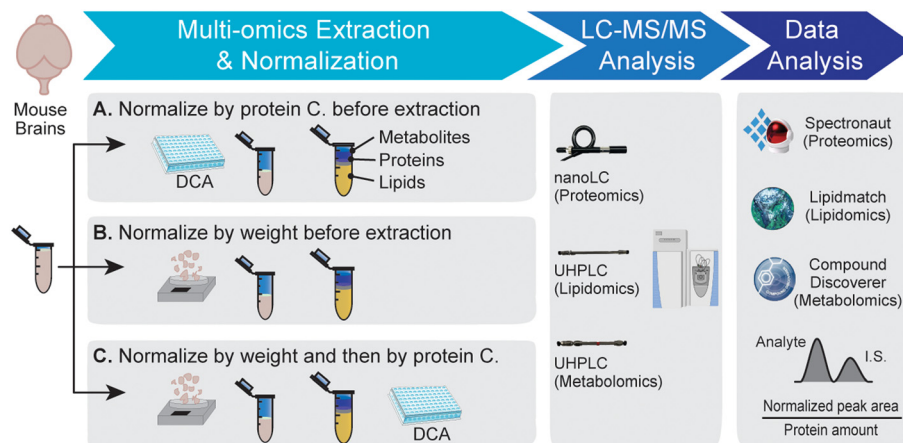 Multi-omics Extraction
& Normalization
LC-MS/MS
Analysis
Data
Analysis
Mouse
Brains
A. Normalize by protein C. before extraction
DCA
Metabolites
Proteins
Lipids
B. Normalize by weight before extraction
C. Normalize by weight and then by protein C.
DCA
nanoLC
(Proteomics)
UHPLC
(Lipidomics)
UHPLC
(Metabolomics)
Spectronaut
(Proteomics)
Lipidmatch
(Lipidomics)
Compound
Discoverer
(Metabolomics)
Analyte
I.S.
Normalized peak area
Protein amount